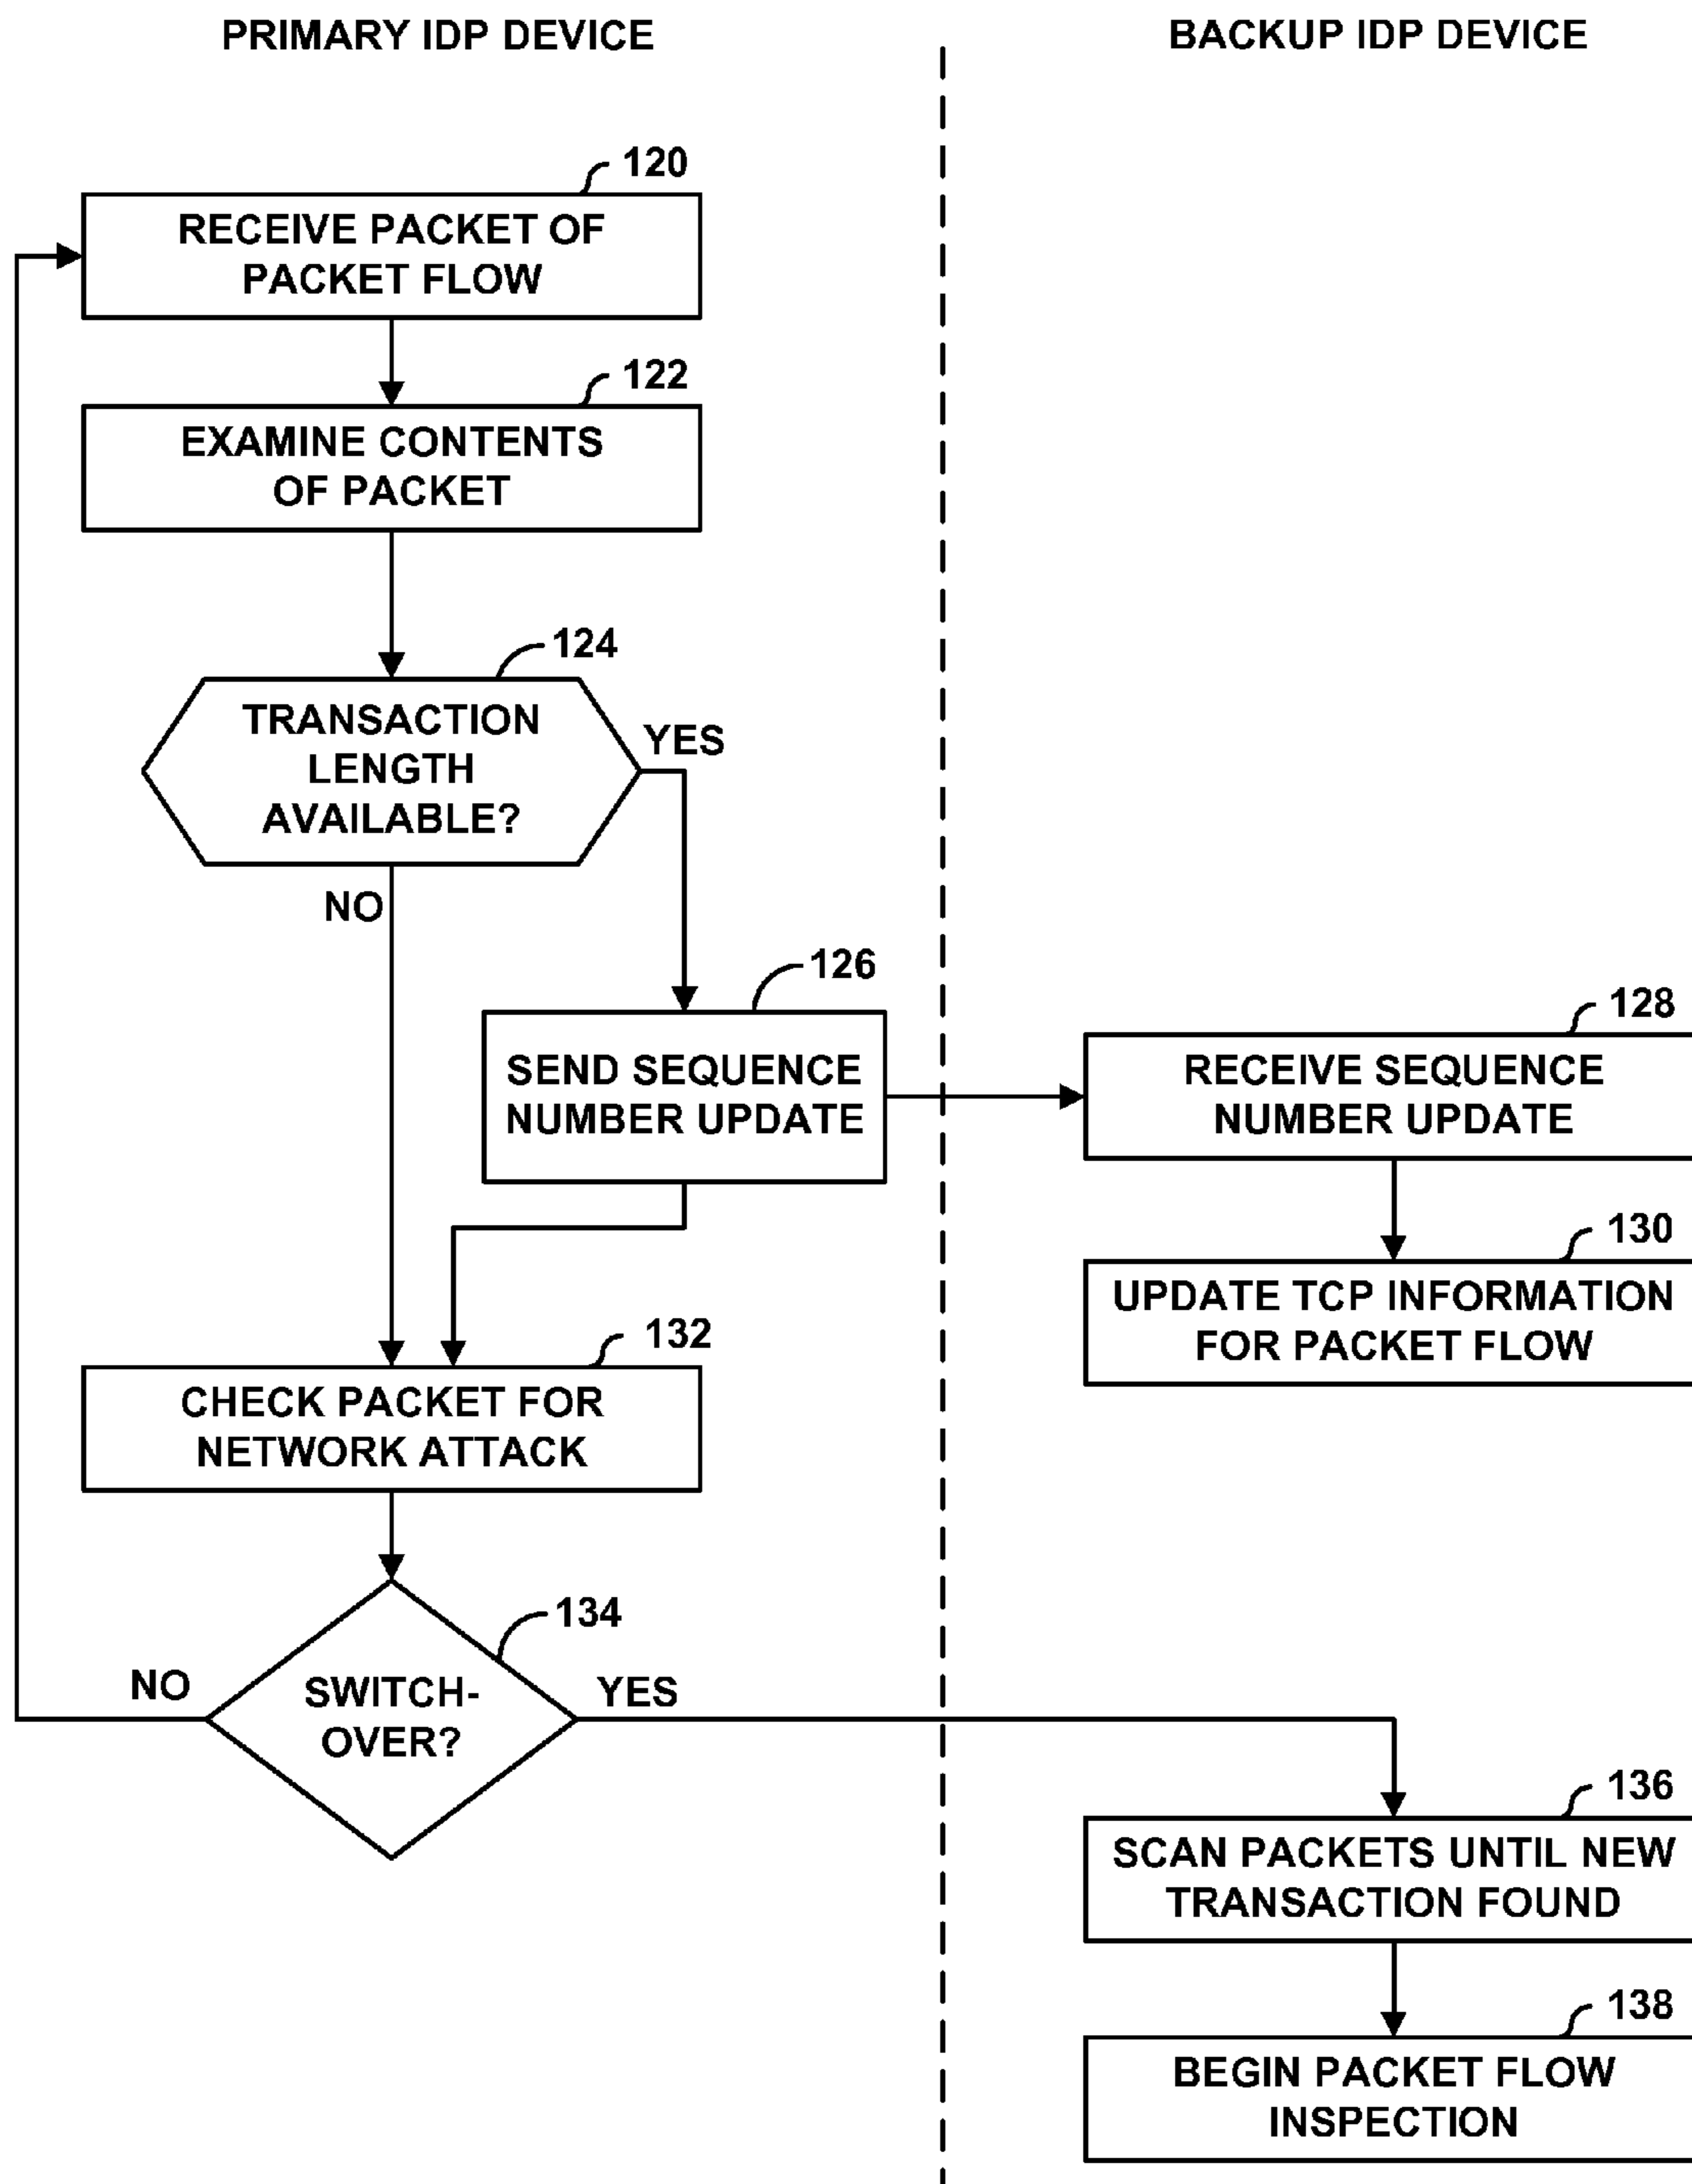 PRIMARY IDP DEVICE
BACKUP IDP DEVICE
120
RECEIVE PACKET OF
PACKET FLOW
122
EXAMINE CONTENTS
OF PACKET
124
TRANSACTION
LENGTH
AVAILABLE?
YES
NO
126
SEND SEQUENCE
NUMBER UPDATE
128
RECEIVE SEQUENCE
NUMBER UPDATE
130
UPDATE TCP INFORMATION
FOR PACKET FLOW
132
CHECK PACKET FOR
NETWORK ATTACK
134
SWITCH-
OVER?
NO
YES
136
SCAN PACKETS UNTIL NEW
TRANSACTION FOUND
138
BEGIN PACKET FLOW
INSPECTION